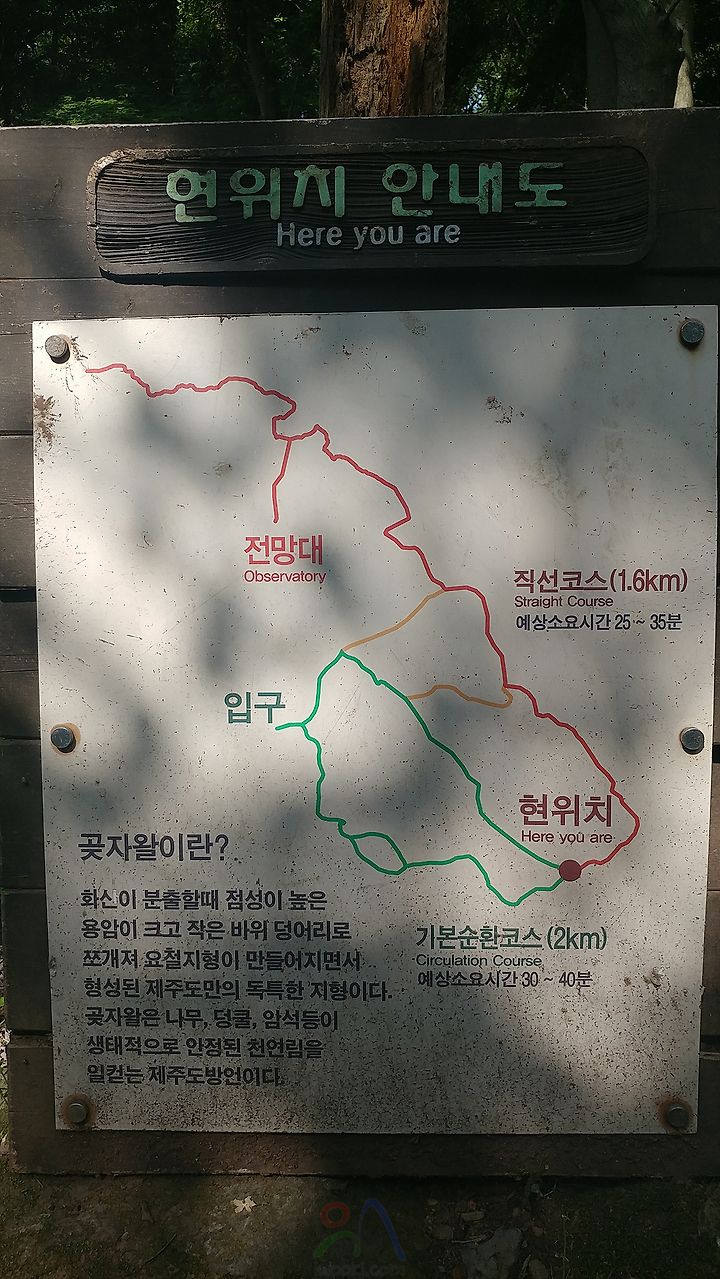 현위치 안내도
Here you are
전망대
Observatory
직선코스(1.6km)
Straight Course
예상소요시간 25 ~ 35분
입구
현위치
Here you are
곶자왈이란?
화산이 분출할때 점성이 높은
용암이 크고 작은 바위 덩어리로
쪼개져 요철지형이 만들어지면서
형성된 제주도만의 독특한 지형이다.
곶자왈은 나무, 덩쿨, 암석등이
생태적으로 안정된 천연림을
일컫는 제주도방언이다.
기본순환코스(2km)
Circulation Course
예상소요시간 30 ~ 40분